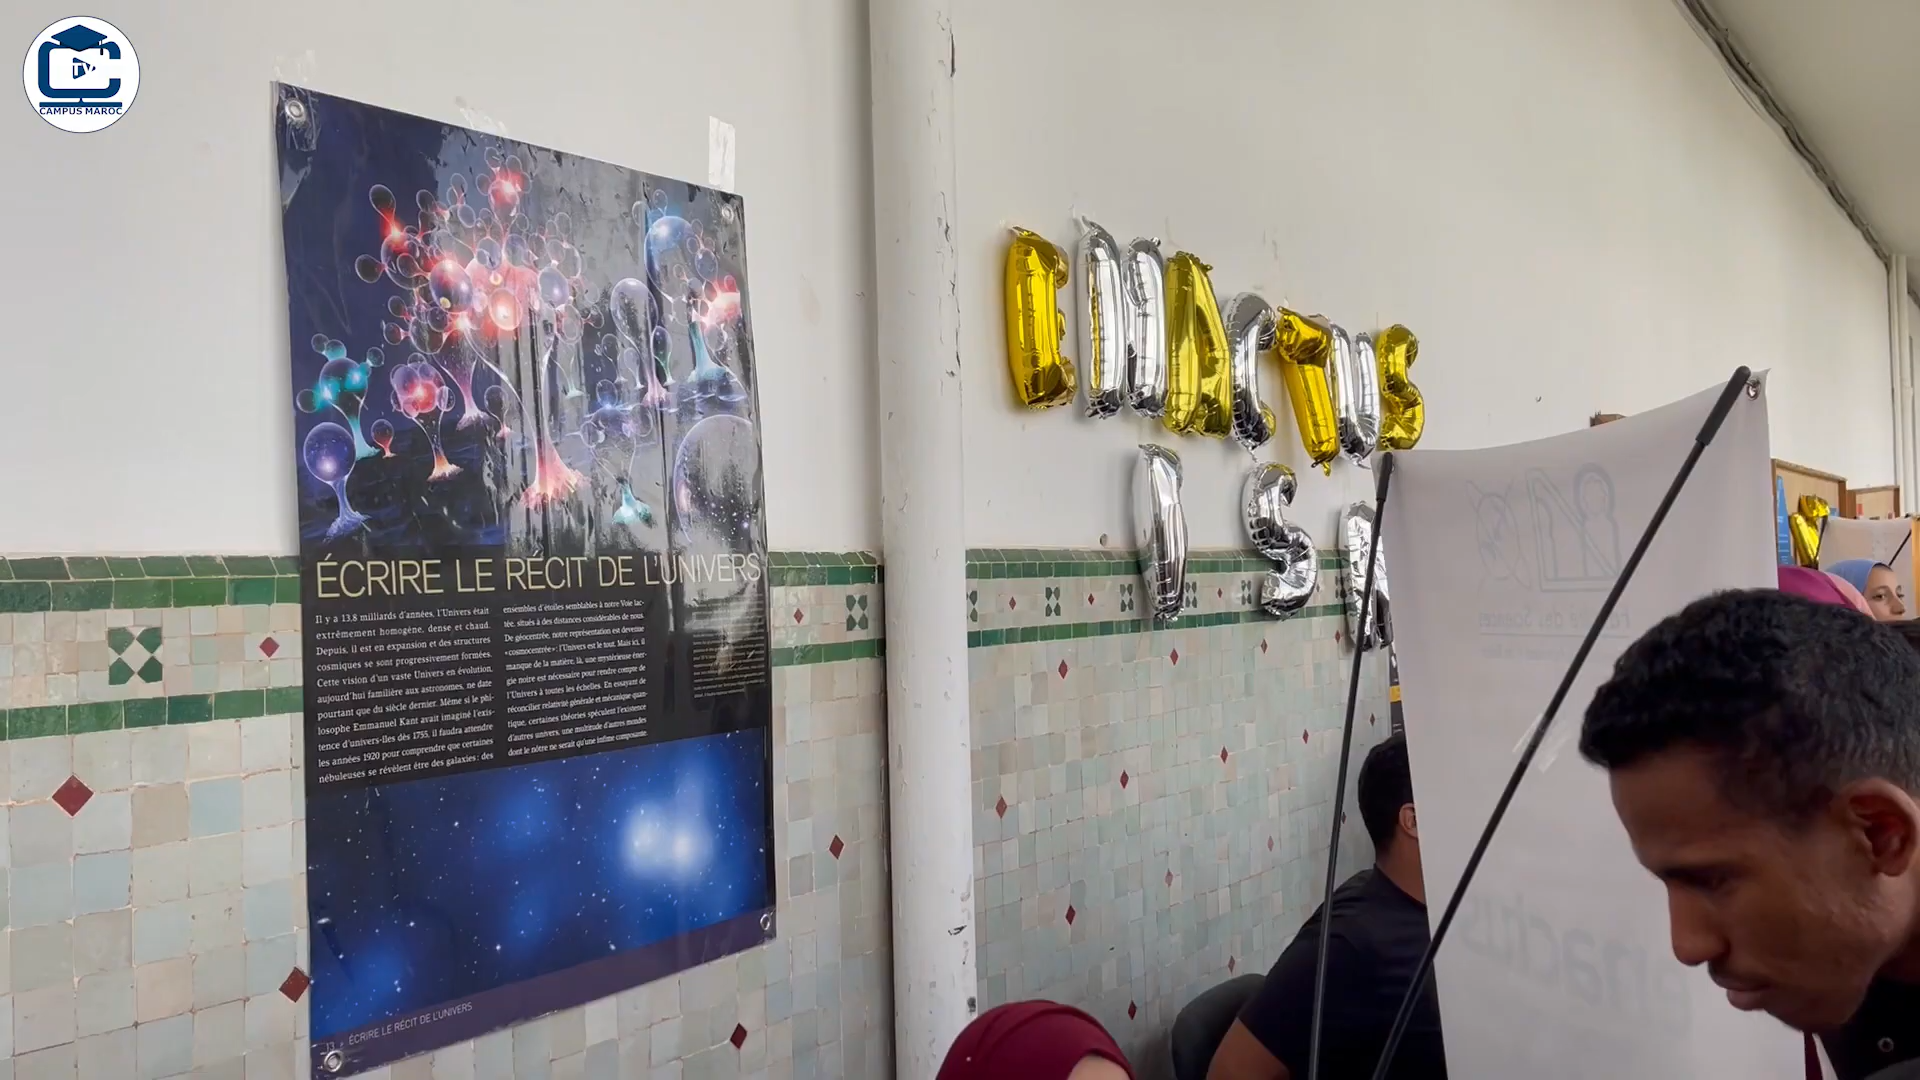 TV
CAMPUS MAROC
ÉCRIRE LE RÉCIT DE L'UNIVERS
Il y a 13,8 milliards d'années, l'Univers était
extrêmement homogène, dense et chaud.
Depuis, il est en expansion et des structures
cosmiques se sont progressivement formées.
Cette vision d'un vaste Univers en évolution,
aujourd'hui familière aux astronomes, ne date
pourtant que du siècle dernier. Même si le phi-
losophe Emmanuel Kant avait imaginé l'exis-
tence d'univers-îles dès 1755, il faudra attendre
les années 1920 pour comprendre que certaines
nébuleuses se révèlent être des galaxies : des
ensembles d'étoiles semblables à notre Voie lac-
tée, situés à des distances considérables de nous.
De géocentrée, notre représentation est devenue
«cosmocentrée» : l'Univers est le tout. Mais ici, il
manque de la matière, là, une mystérieuse éner-
gie noire est nécessaire pour rendre compte de
l'Univers à toutes les échelles. En essayant de
réconcilier relativité générale et mécanique quan-
tique, certaines théories spéculent l'existence
d'autres univers, une multitude d'autres mondes
dont le nôtre ne serait qu'une infime composante.
13 ÉCRIRE LE RÉCIT DE L'UNIVERS
ENACTUS
IS
enactus